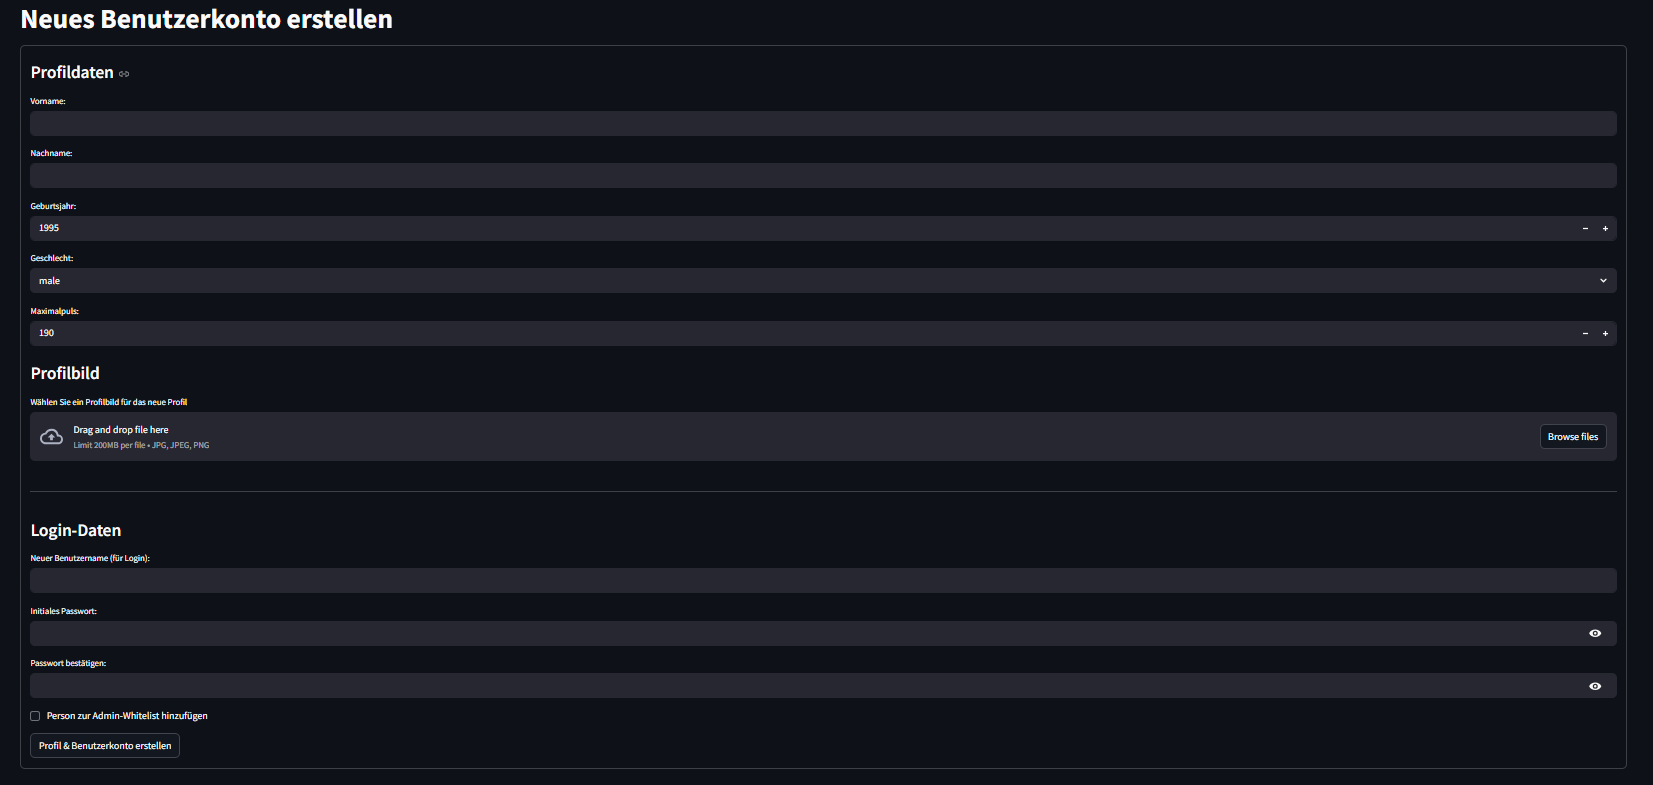 Neues Benutzerkonto erstellen
Profildaten
Vorname:
Nachname:
Geburtsjahr:
1995
Geschlecht:
male
Maximalpuls:
190
Profilbild
Wählen Sie ein Profilbild für das neue Profil
Drag and drop file here
Limit 200MB per file • JPG, JPEG, PNG
Browse files
Login-Daten
Neuer Benutzername (für Login):
Initiales Passwort:
Passwort bestätigen:
Person zur Admin-Whitelist hinzufügen
Profil & Benutzerkonto erstellen